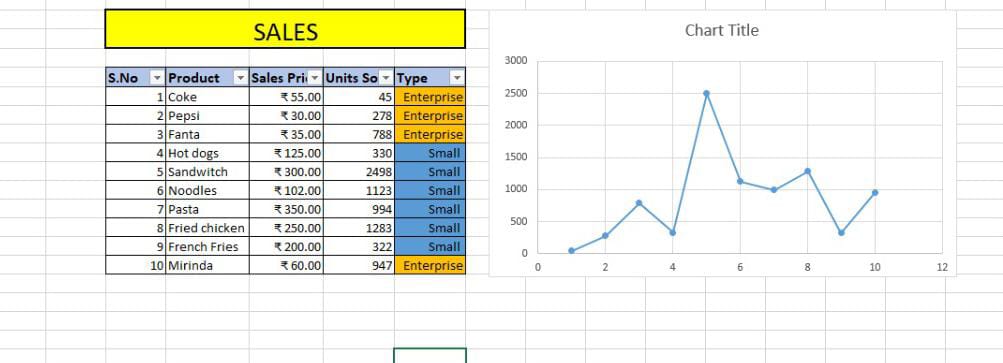 SALES
S.No Product Sales Pri Units So Type
1 Coke ₹ 55.00 45 Enterprise
2 Pepsi ₹ 30.00 278 Enterprise
3 Fanta ₹ 35.00 788 Enterprise
4 Hot dogs ₹ 125.00 330 Small
5 Sandwitch ₹ 300.00 2498 Small
6 Noodles ₹ 102.00 1123 Small
7 Pasta ₹ 350.00 994 Small
8 Fried chicken ₹ 250.00 1283 Small
9 French Fries ₹ 200.00 322 Small
10 Mirinda ₹ 60.00 947 Enterprise
Chart Title
3000
2500
2000
1500
1000
500
0
0 2 4 6 8 10 12